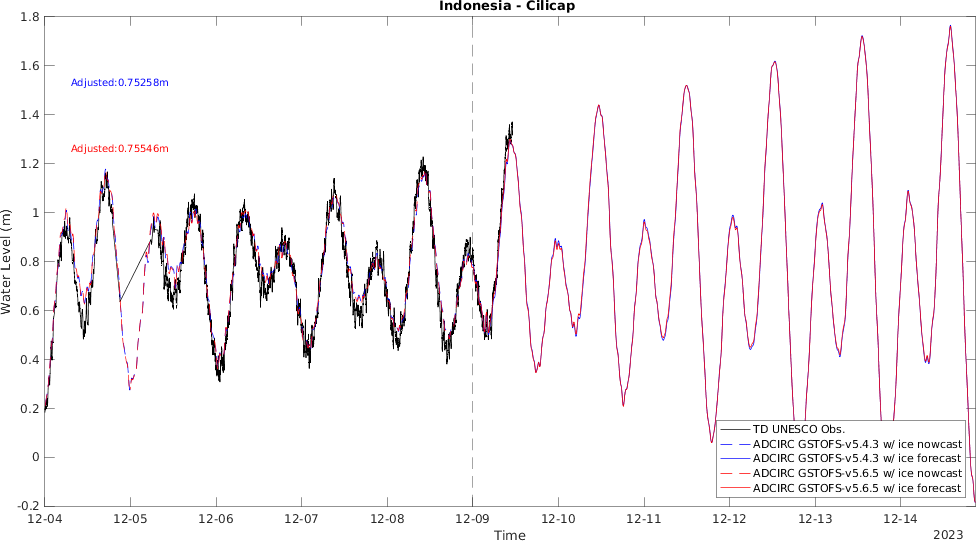 Indonesia - Cilicap
1.8
1.6
1.4
1.2
1
0.8
0.6
0.4
0.2
0
-0.2
Water Level (m)
Adjusted:0.75258m
Adjusted:0.75546m
TD UNESCO Obs.
ADCIRC GSTOFS-v5.4.3 w/ ice nowcast
ADCIRC GSTOFS-v5.4.3 w/ ice forecast
ADCIRC GSTOFS-v5.6.5 w/ ice nowcast
ADCIRC GSTOFS-v5.6.5 w/ ice forecast
12-04 12-05 12-06 12-07 12-08 12-09 12-10 12-11 12-12 12-13 12-14
Time
2023